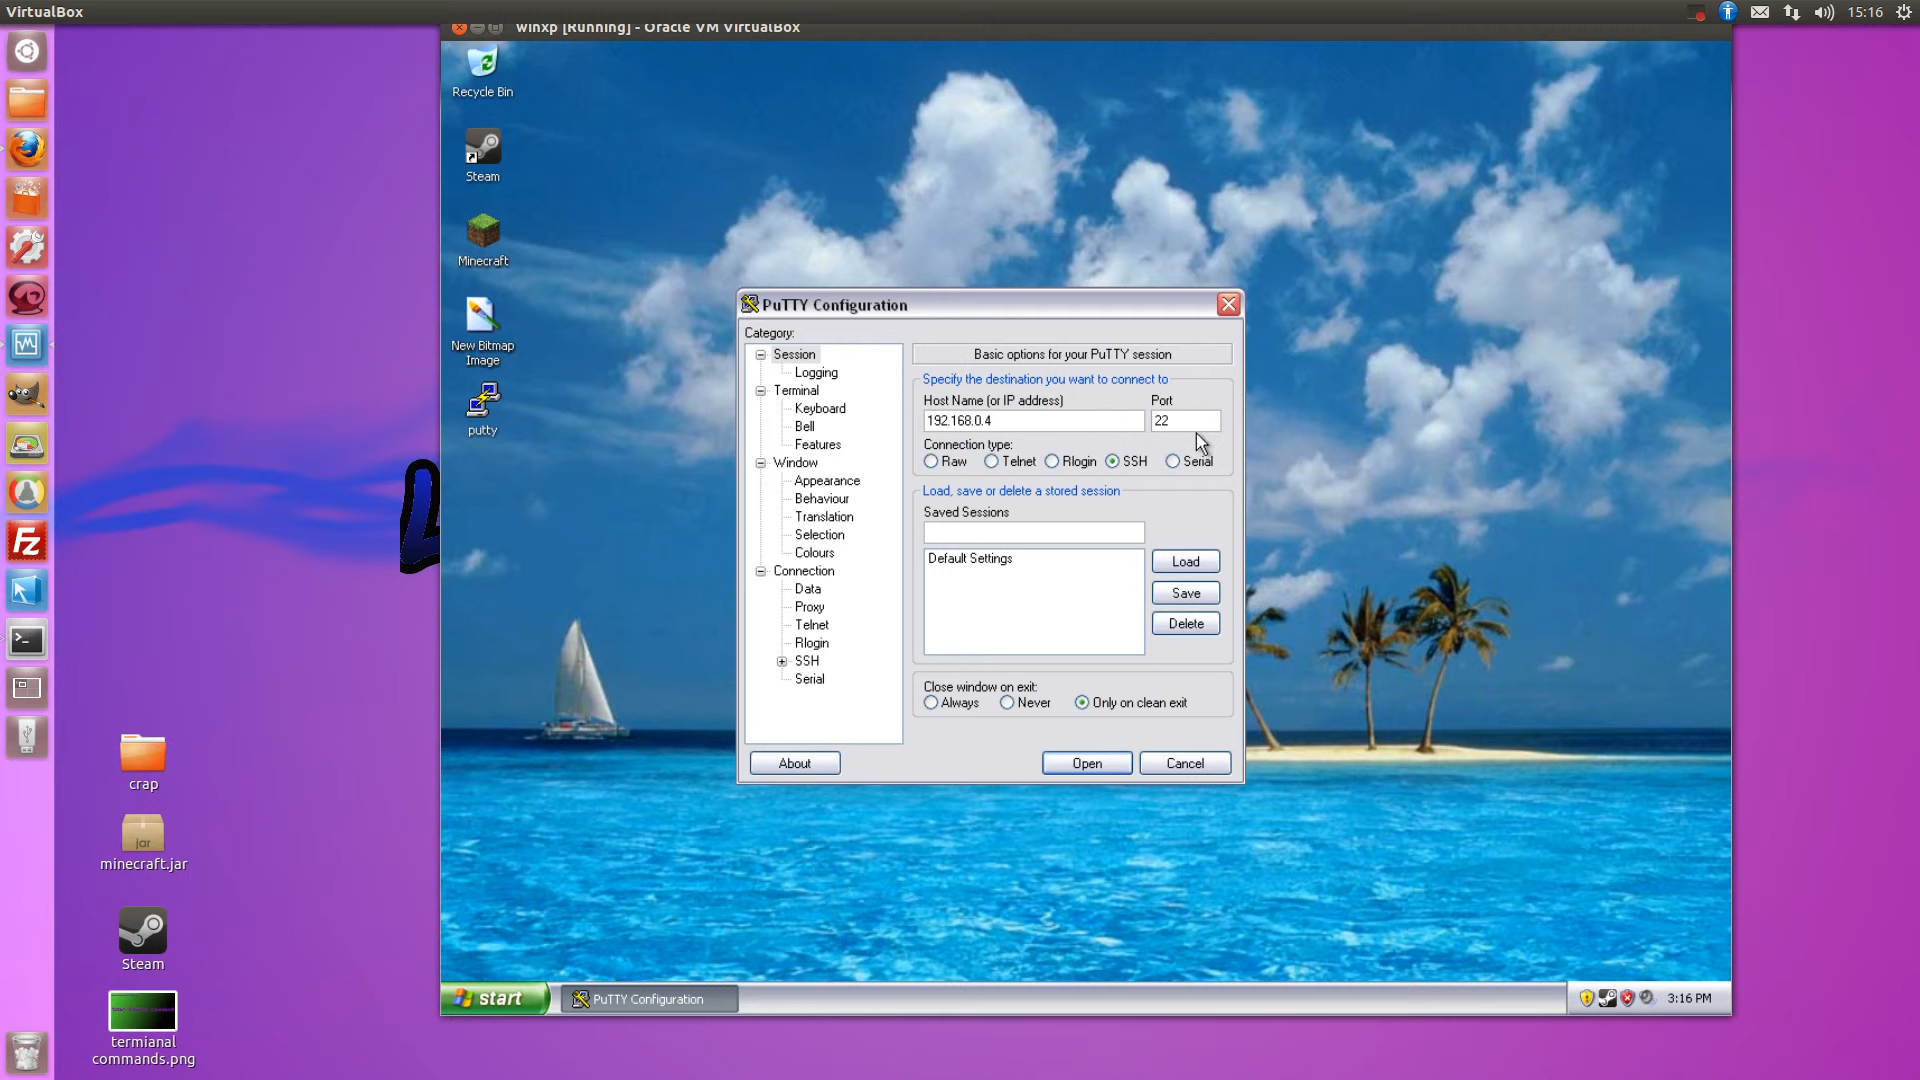 VirtualBox
15:16
winxp [Running] - Oracle VM VirtualBox
Recycle Bin
Steam
Minecraft
New Bitmap
Image
putty
PuTTY Configuration
Category:
Session
Logging
Terminal
Keyboard
Bell
Features
Window
Appearance
Behaviour
Translation
Selection
Colours
Connection
Data
Proxy
Telnet
Rlogin
SSH
Serial
Basic options for your PuTTY session
Specify the destination you want to connect to
Host Name (or IP address) Port
192.168.0.4 22
Connection type:
Raw Telnet Rlogin SSH Serial
Load, save or delete a stored session
Saved Sessions
Default Settings
Load
Save
Delete
Close window on exit:
Always Never Only on clean exit
About Open Cancel
start PuTTY Configuration 3:16 PM
Fz
crap
jar
minecraft.jar
Steam
termianal
commands.png